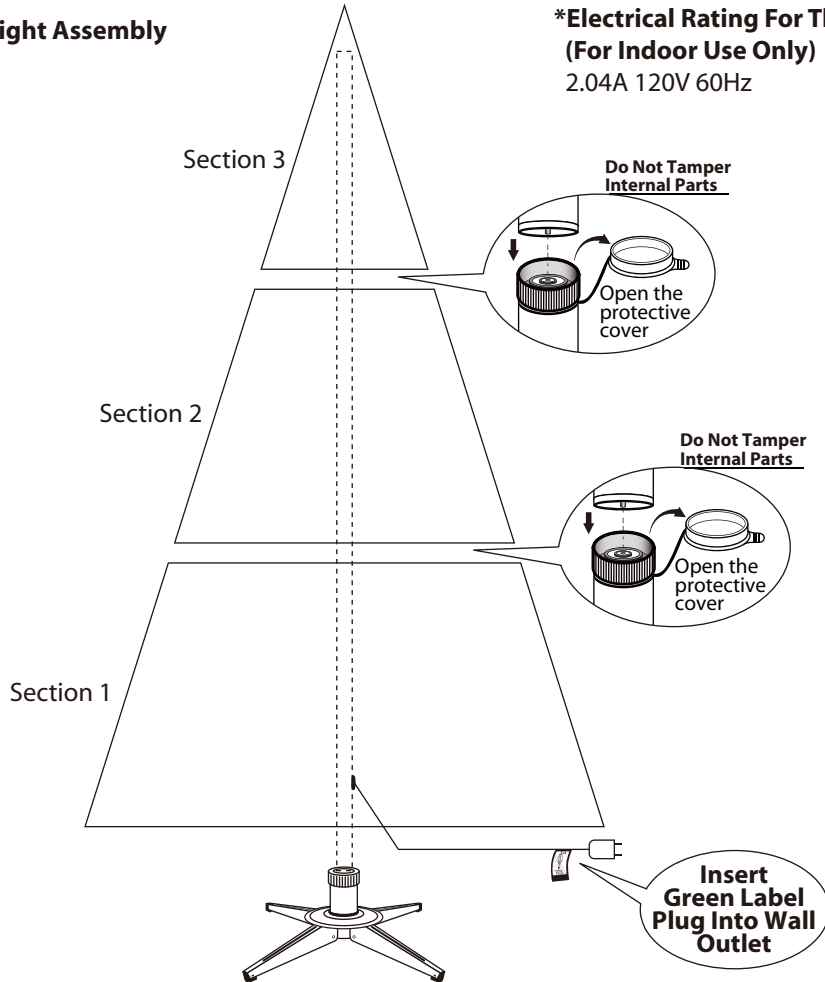 ight Assembly
*Electrical Rating For Th
(For Indoor Use Only)
2.04A 120V 60Hz
Section 3
Do Not Tamper
Internal Parts
Open the
protective
cover
Section 2
Do Not Tamper
Internal Parts
Open the
protective
cover
Section 1
Insert
Green Label
Plug Into Wall
Outlet